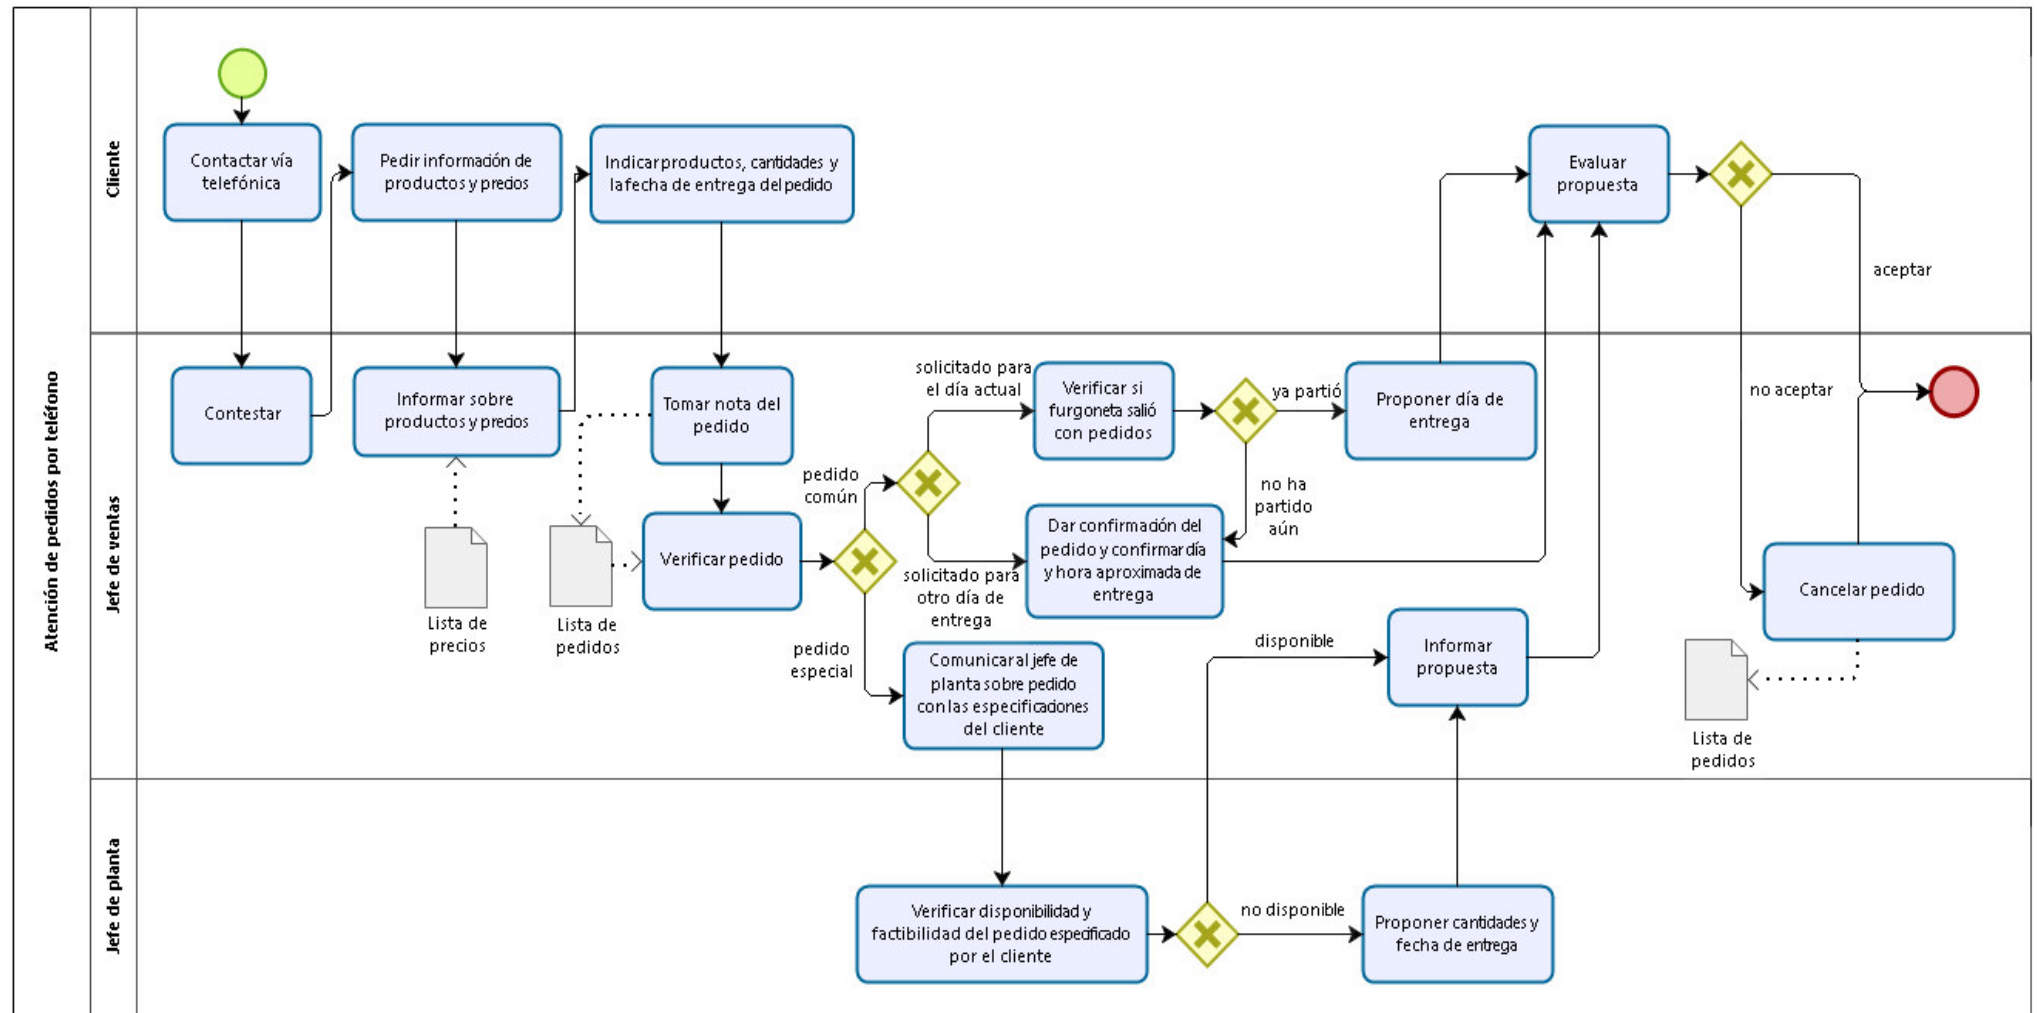 Atención de pedidos por teléfono
Cliente
Contactar vía
telefónica
Pedir información de
productos y precios
Indicar productos, cantidades y
la fecha de entrega del pedido
Evaluar
propuesta
aceptar
no aceptar
Jefe de ventas
Contestar
Informar sobre
productos y precios
Lista de
precios
Tomar nota del
pedido
Lista de
pedidos
Verificar pedido
pedido
común
pedido
especial
solicitado para
el día actual
solicitado para
otro día de
entrega
Verificar si
furgoneta salió
con pedidos
ya partió
no ha
partido
aún
Proponer día de
entrega
Dar confirmación del
pedido y confirmar día
y hora aproximada de
entrega
Comunicar al jefe de
planta sobre pedido
con las especificaciones
del cliente
disponible
Informar
propuesta
Cancelar pedido
Lista de
pedidos
Jefe de planta
Verificar disponibilidad y
factibilidad del pedido especificado
por el cliente
no disponible
Proponer cantidades y
fecha de entrega